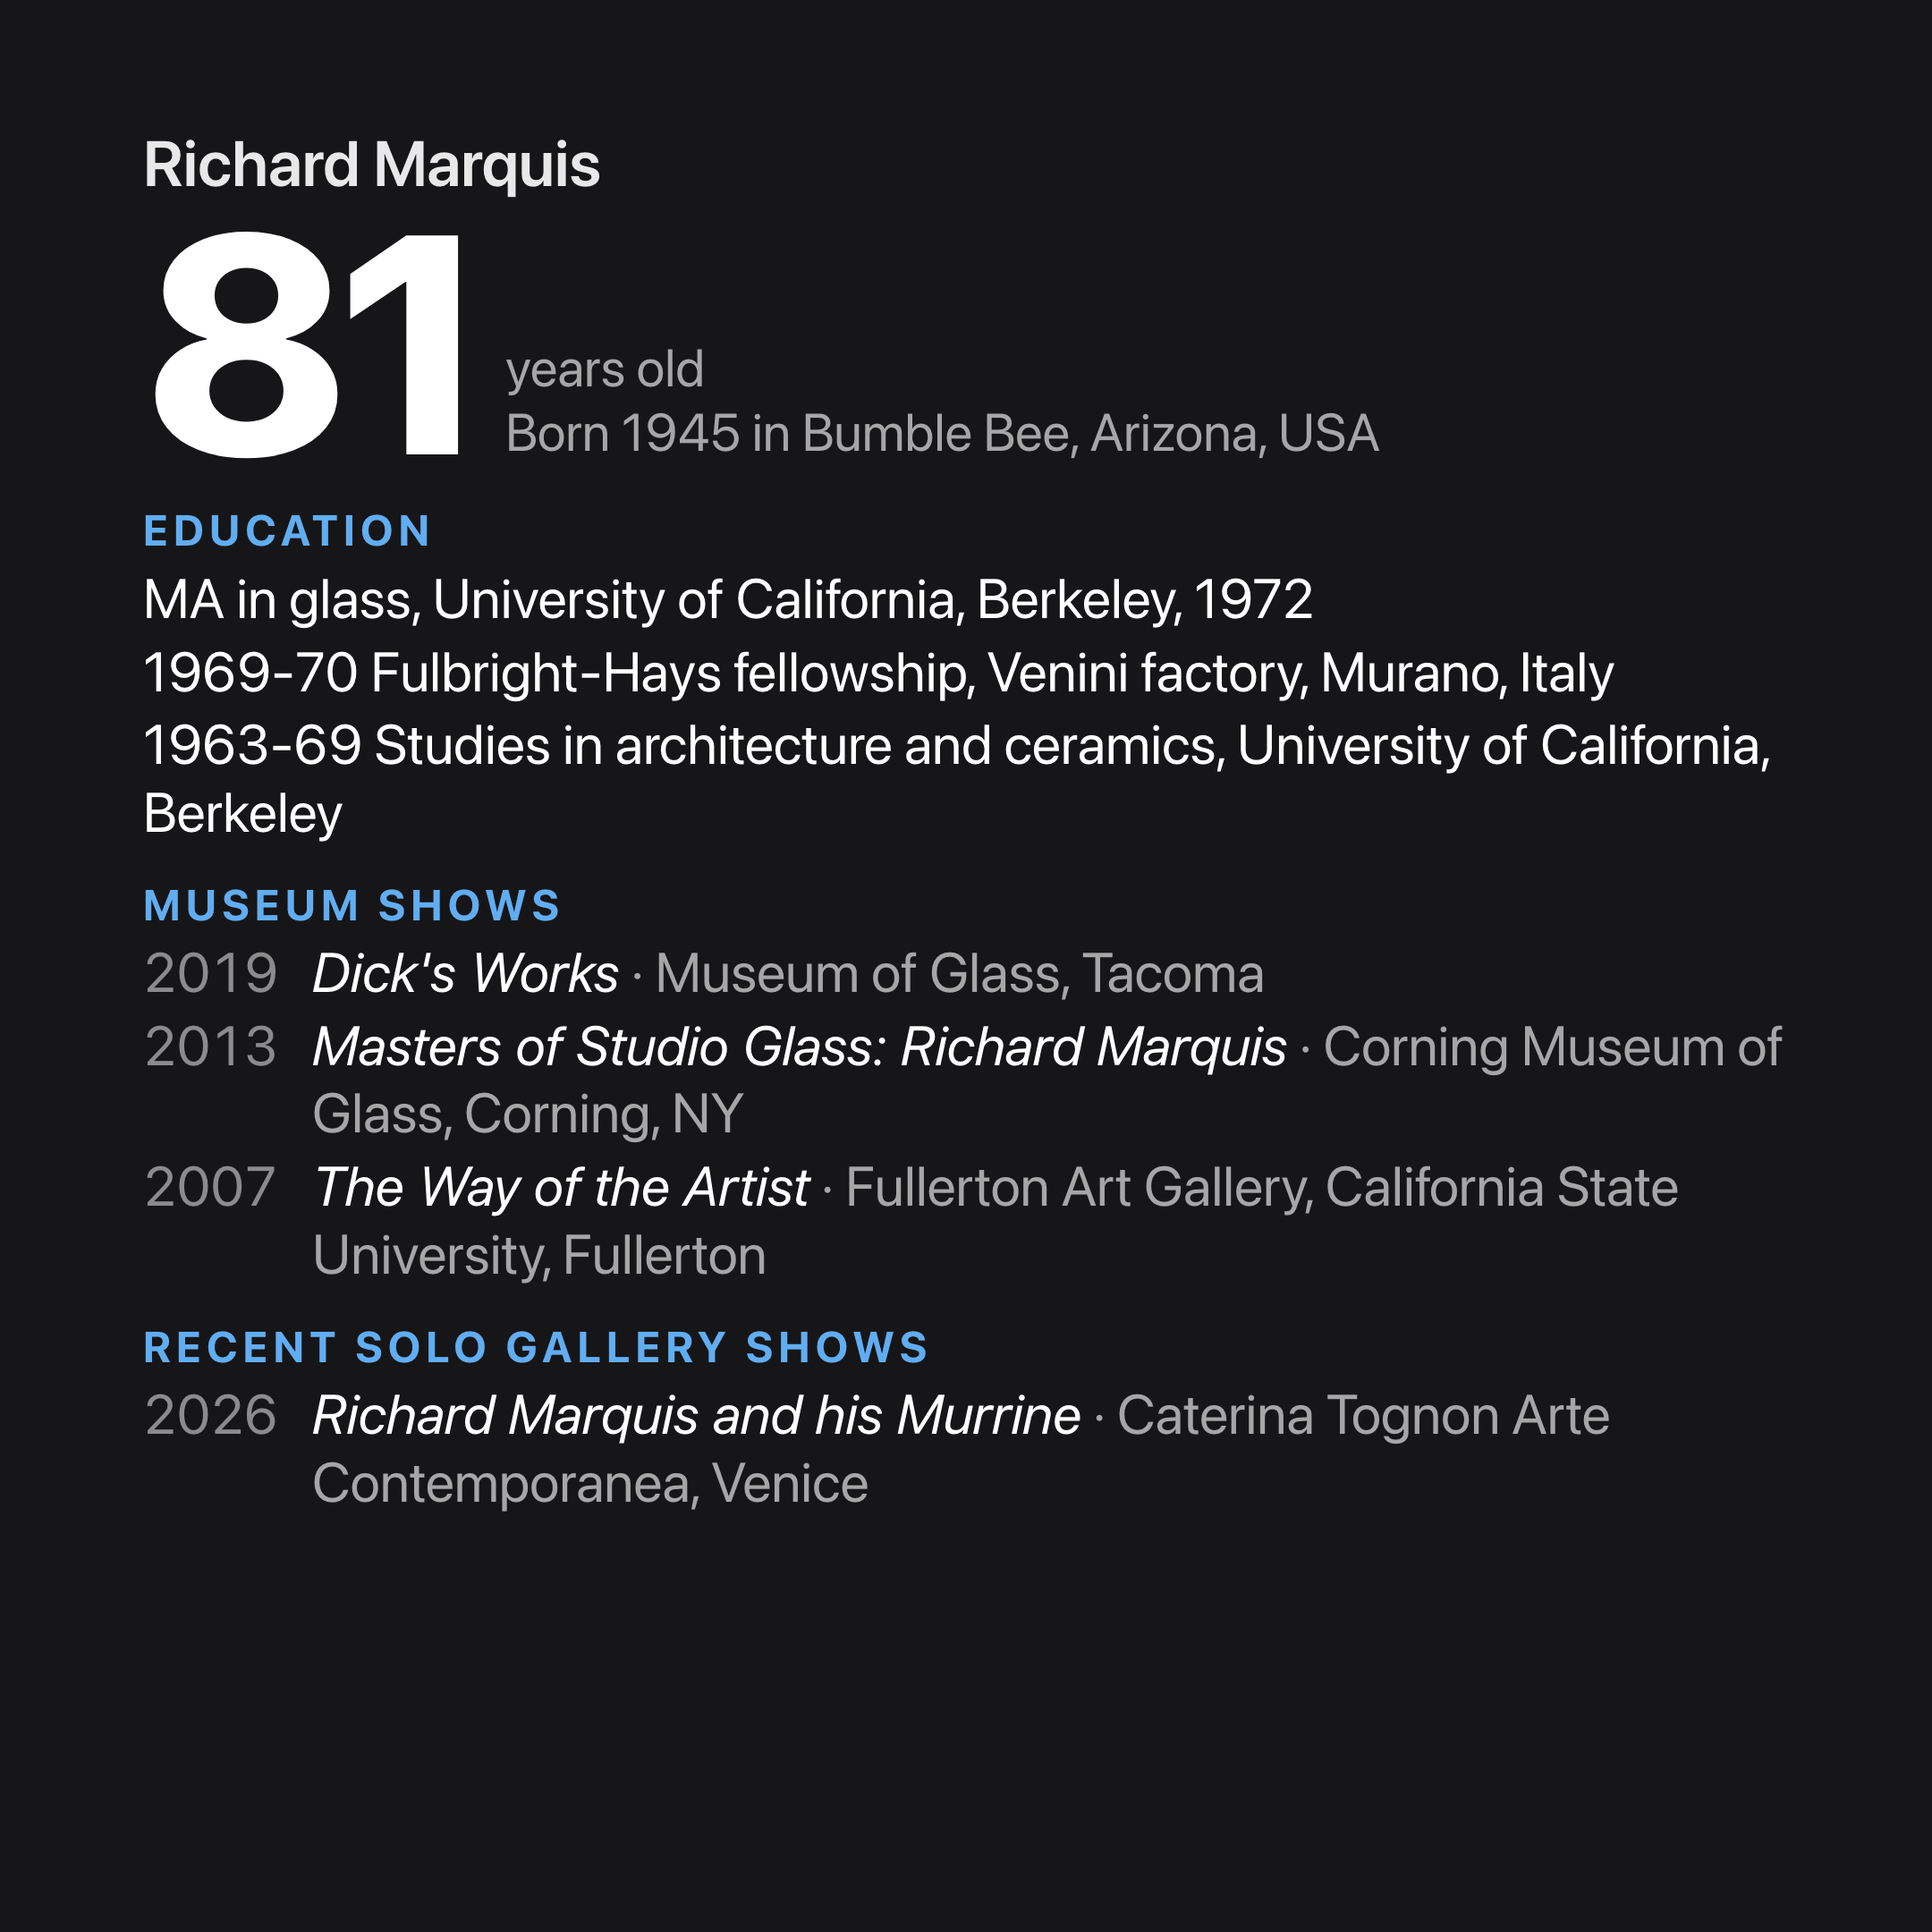 Richard Marquis
81
years old
Born 1945 in Bumble Bee, Arizona, USA
EDUCATION
MA in glass, University of California, Berkeley, 1972
1969-70 Fulbright-Hays fellowship, Venini factory, Murano, Italy
1963-69 Studies in architecture and ceramics, University of California,
Berkeley
MUSEUM SHOWS
2019 Dick's Works · Museum of Glass, Tacoma
2013 Masters of Studio Glass: Richard Marquis · Corning Museum of
Glass, Corning, NY
2007 The Way of the Artist · Fullerton Art Gallery, California State
University, Fullerton
RECENT SOLO GALLERY SHOWS
2026 Richard Marquis and his Murrine · Caterina Tognon Arte
Contemporanea, Venice